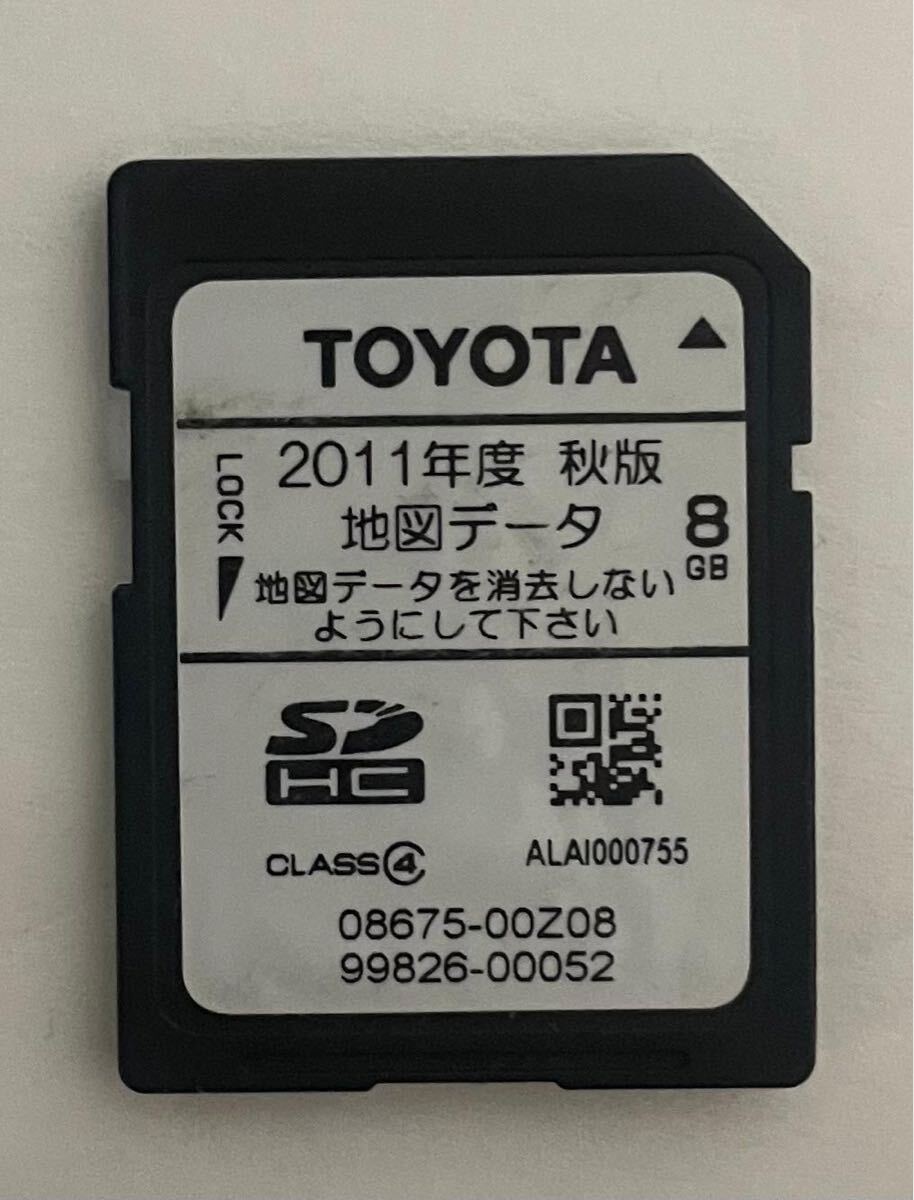 TOYOTA
2011年度 秋版
地図データ
LOCK
8
GB
地図データを消去しない
ようにして下さい
SD
HC
CLASS4
ALAI000755
08675-00Z08
99826-00052